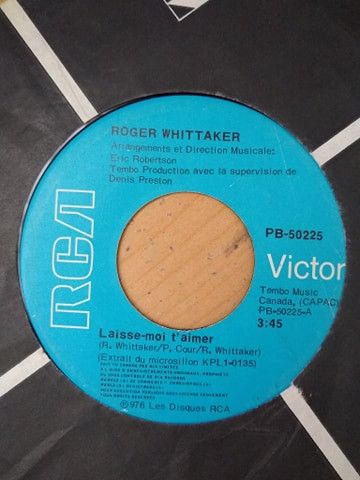 ROGER WHITTAKER
Arrangements et Direction Musicale:
Eric Robertson
Tembo Production avec la supervision de
Denis Preston
RCA
PB-50225
Victor
Tembo Music
Canada, (CAPAC)
PB-50225-A
3:45
Laisse-moi t'aimer
(R. Whittaker/P. Cour/R. Whittaker)
(Extrait du microsillon KPL1-0135)
℗1976 Les Disques RCA